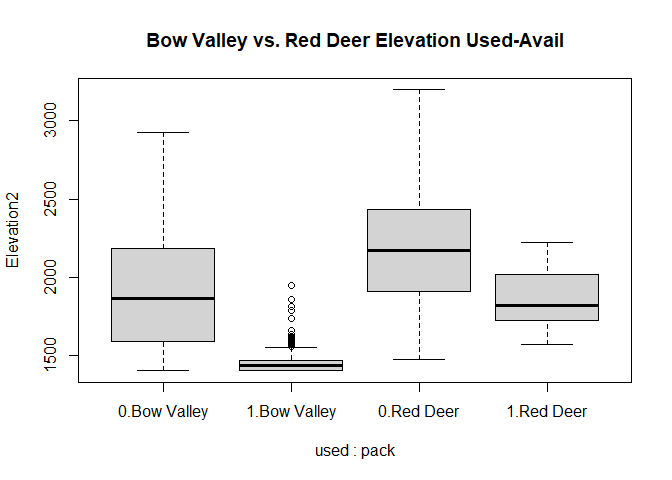 Bow Valley vs. Red Deer Elevation Used-Avail
Elevation2
3000
2500
2000
1500
0.Bow Valley
1.Bow Valley
0.Red Deer
1.Red Deer
used : pack